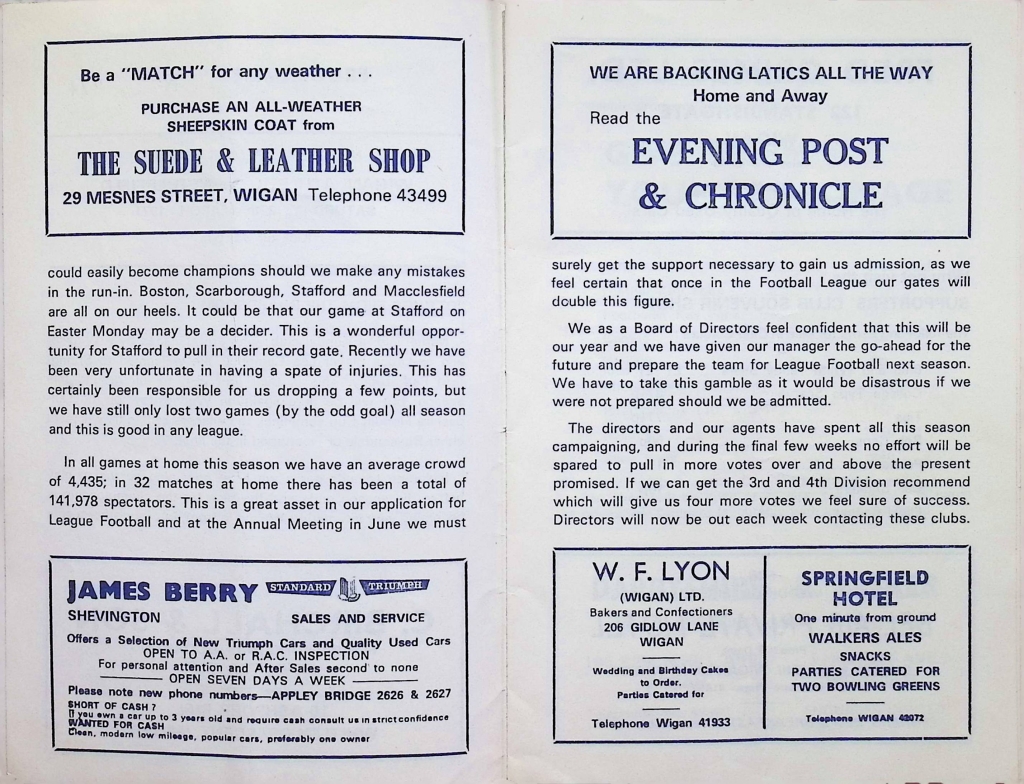 Be a "MATCH" for any weather . . .
PURCHASE AN ALL-WEATHER
SHEEPSKIN COAT from
THE SUEDE & LEATHER SHOP
29 MESNES STREET, WIGAN Telephone 43499
could easily become champions should we make any mistakes
in the run-in. Boston, Scarborough, Stafford and Macclesfield
are all on our heels. It could be that our game at Stafford on
Easter Monday may be a decider. This is a wonderful oppor-
tunity for Stafford to pull in their record gate. Recently we have
been very unfortunate in having a spate of injuries. This has
certainly been responsible for us dropping a few points, but
we have still only lost two games (by the odd goal) all season
and this is good in any league.
In all games at home this season we have an average crowd
of 4,435; in 32 matches at home there has been a total of
141,978 spectators. This is a great asset in our application for
League Football and at the Annual Meeting in June we must
JAMES BERRY STANDARD TRIUMPH
SHEVINGTON SALES AND SERVICE
Offers a Selection of New Triumph Cars and Quality Used Cars
OPEN TO A.A. or R.A.C. INSPECTION
For personal attention and After Sales second to none
OPEN SEVEN DAYS A WEEK
Please note new phone numbers—APPLEY BRIDGE 2626 & 2627
SHORT OF CASH ?
If you own a car up to 3 years old and require cash consult us in strict confidence
WANTED FOR CASH
Clean, modern low mileage, popular cars, preferably one owner
WE ARE BACKING LATICS ALL THE WAY
Home and Away
Read the
EVENING POST
& CHRONICLE
surely get the support necessary to gain us admission, as we
feel certain that once in the Football League our gates will
dcuble this figure.
We as a Board of Directors feel confident that this will be
our year and we have given our manager the go-ahead for the
future and prepare the team for League Football next season.
We have to take this gamble as it would be disastrous if we
were not prepared should we be admitted.
The directors and our agents have spent all this season
campaigning, and during the final few weeks no effort will be
spared to pull in more votes over and above the present
promised. If we can get the 3rd and 4th Division recommend
which will give us four more votes we feel sure of success.
Directors will now be out each week contacting these clubs.
W. F. LYON
(WIGAN) LTD.
Bakers and Confectioners
206 GIDLOW LANE
WIGAN
Wedding and Birthday Cakes
to Order.
Parties Catered for
Telephone Wigan 41933
SPRINGFIELD
HOTEL
One minute from ground
WALKERS ALES
SNACKS
PARTIES CATERED FOR
TWO BOWLING GREENS
Telephone WIGAN 42072